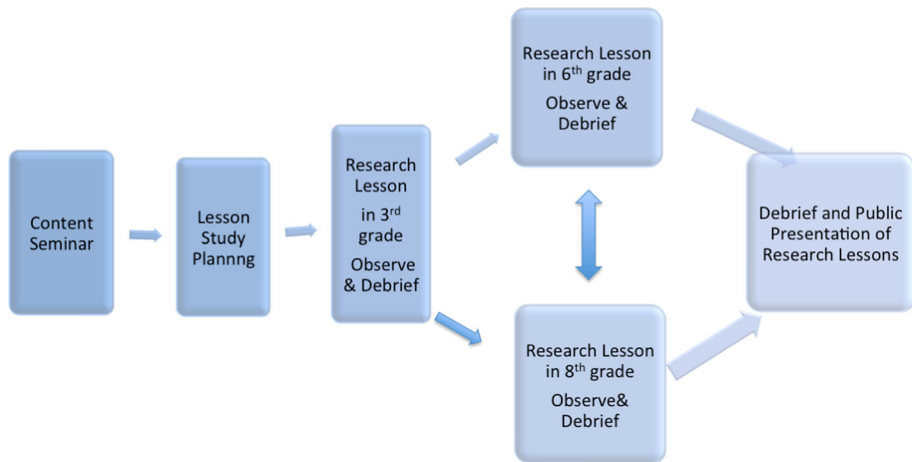 Content
Seminar
Lesson
Study
Plannng
Research
Lesson
in 3rd
grade
Observe
& Debrief
Research Lesson
in 6th grade
Observe &
Debrief
Research Lesson
in 8th grade
Observe&
Debrief
Debrief and Public
Presentation of
Research Lessons